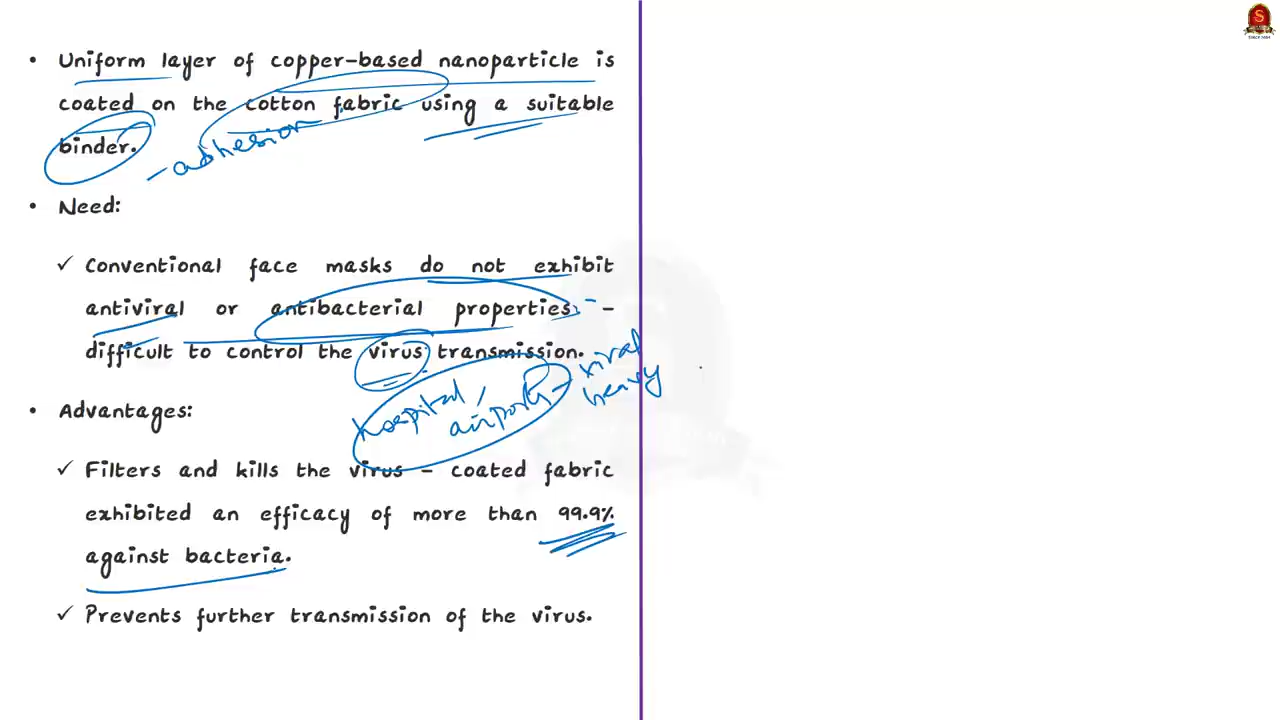 • Uniform layer of copper-based nanoparticle is
coated on the cotton fabric using a suitable
binder.
- adhesion
• Need:
✓ Conventional face masks do not exhibit
antiviral or antibacterial properties -
difficult to control the virus transmission.
hospital,
airport - viral
heavy
• Advantages:
✓ Filters and kills the virus - coated fabric
exhibited an efficacy of more than 99.9%
against bacteria.
✓ Prevents further transmission of the virus.